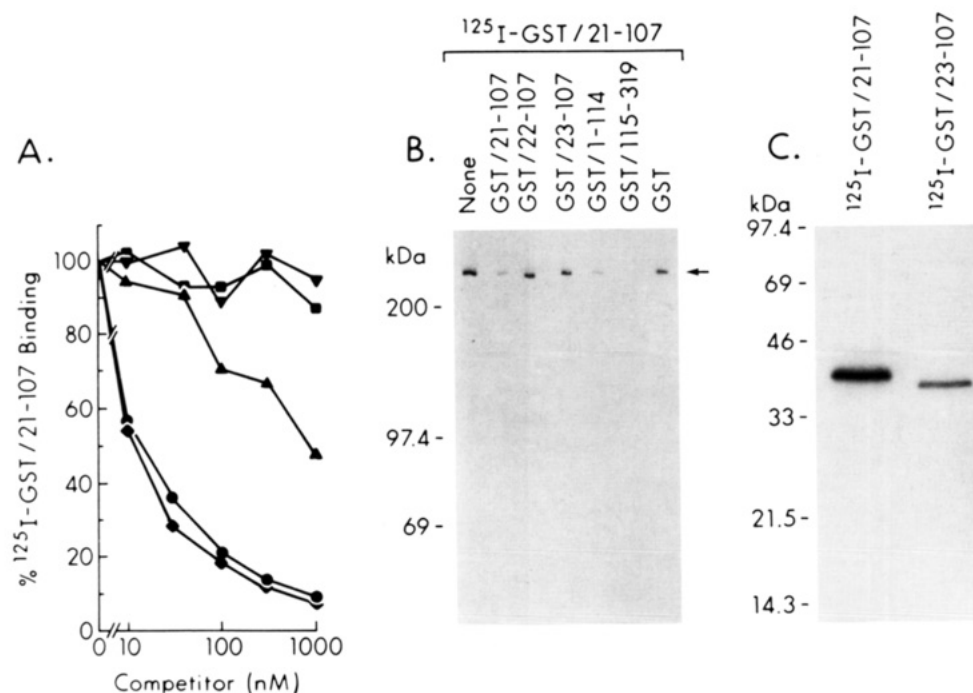 A.
% ¹²⁵I-GST/21-107 Binding
100
80
60
40
20
0
0 10 100 1000
Competitor (nM)
B.
¹²⁵I-GST/21-107
None
GST/21-107
GST/22-107
GST/23-107
GST/1-114
GST/115-319
GST
kDa
200 -
97.4 -
69 -
C.
¹²⁵I-GST/21-107
¹²⁵I-GST/23-107
kDa
97.4 -
69 -
46 -
33 -
21.5 -
14.3 -